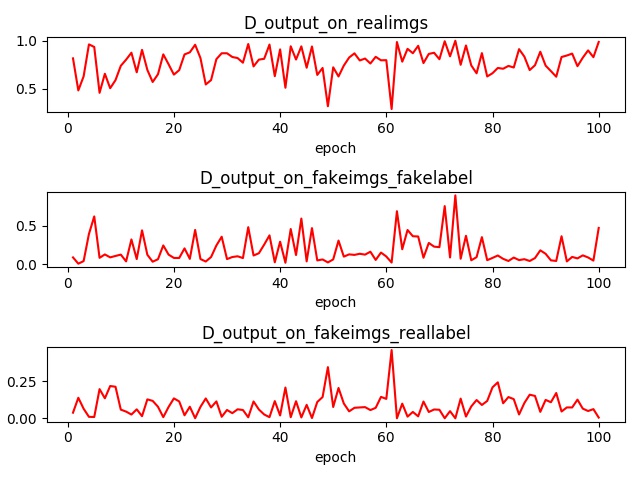 D_output_on_realimgs
1.0
0.5
0 20 40 60 80 100
epoch
D_output_on_fakeimgs_fakelabel
0.5
0.0
0 20 40 60 80 100
epoch
D_output_on_fakeimgs_reallabel
0.25
0.00
0 20 40 60 80 100
epoch